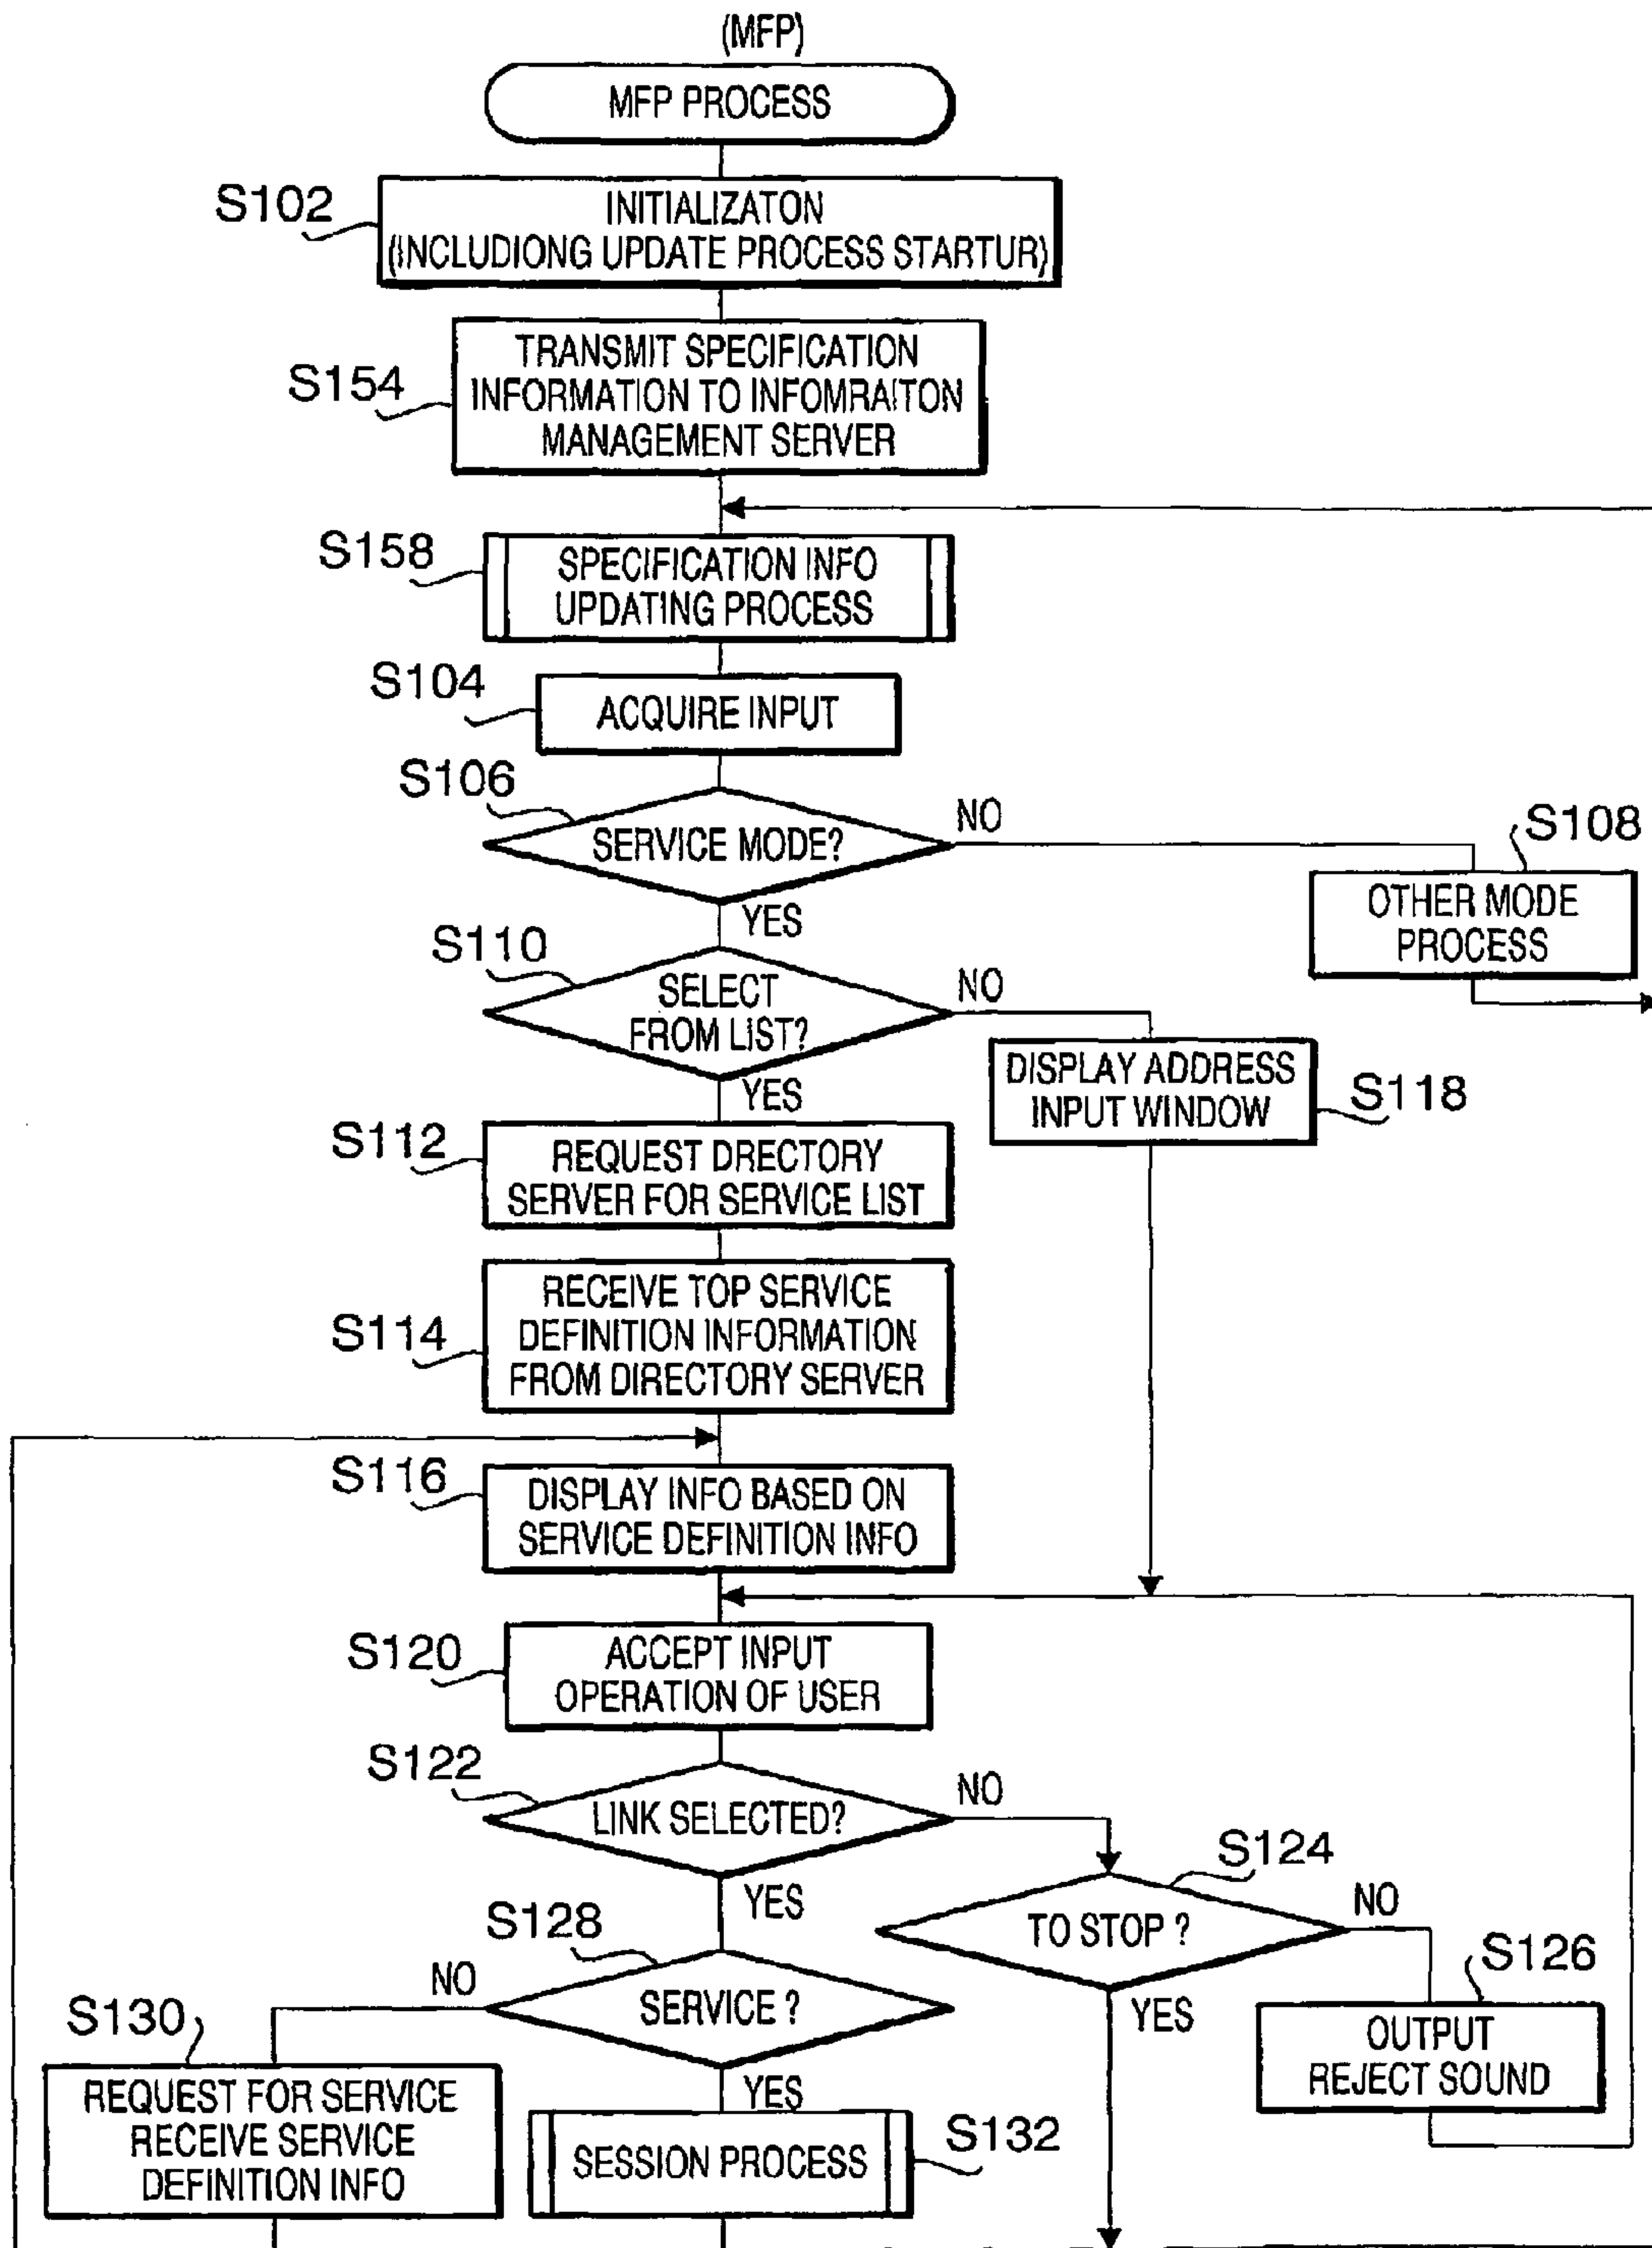 (MFP)
MFP PROCESS
S102
INITIALIZATON
(INCLUDIONG UPDATE PROCESS STARTUR)
S154
TRANSMIT SPECIFICATION
INFORMATION TO INFOMRAITON
MANAGEMENT SERVER
S158
SPECIFICATION INFO
UPDATING PROCESS
S104
ACQUIRE INPUT
S106
SERVICE MODE?
NO
YES
S108
OTHER MODE
PROCESS
S110
SELECT
FROM LIST?
NO
YES
DISPLAY ADDRESS
INPUT WINDOW
S118
S112
REQUEST DRECTORY
SERVER FOR SERVICE LIST
S114
RECEIVE TOP SERVICE
DEFINITION INFORMATION
FROM DIRECTORY SERVER
S116
DISPLAY INFO BASED ON
SERVICE DEFINITION INFO
S120
ACCEPT INPUT
OPERATION OF USER
S122
LINK SELECTED?
NO
YES
S124
TO STOP ?
NO
YES
S126
OUTPUT
REJECT SOUND
S128
SERVICE ?
NO
YES
S130
REQUEST FOR SERVICE
RECEIVE SERVICE
DEFINITION INFO
SESSION PROCESS
S132